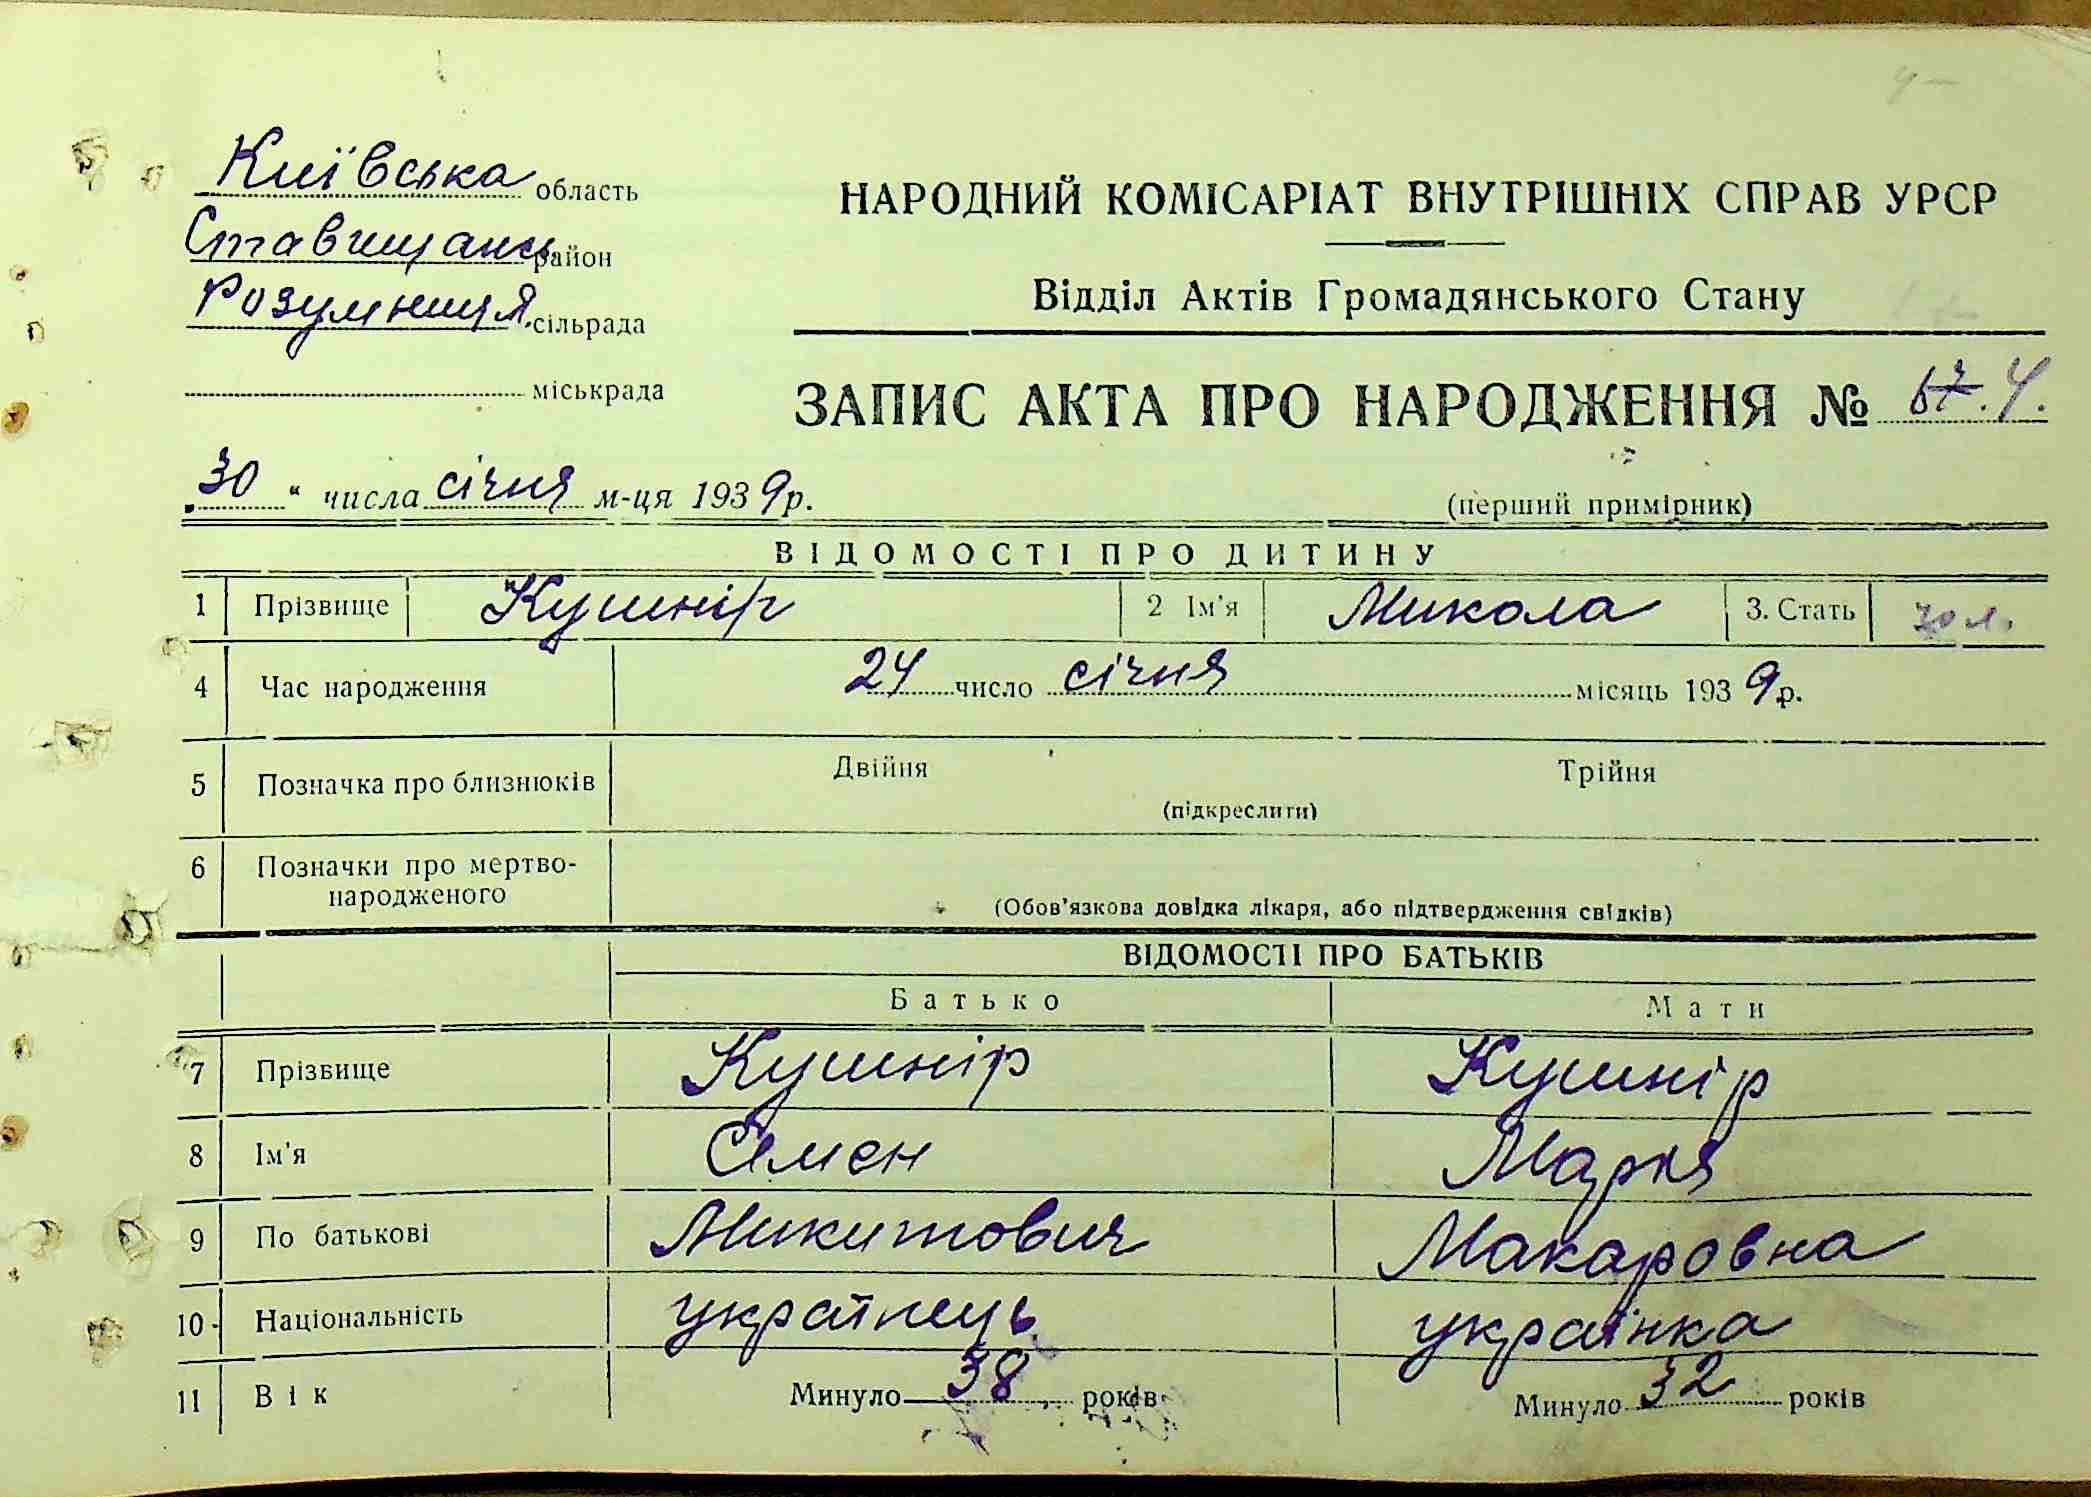 Київська область
Ставищанськ. район
Розумниця. сільрада
міськрада
НАРОДНИЙ КОМІСАРІАТ ВНУТРІШНІХ СПРАВ УРСР
Відділ Актів Громадянського Стану
ЗАПИС АКТА ПРО НАРОДЖЕННЯ № 4.
„30“ числа січня м-ця 1939 р.
(перший примірник)
ВІДОМОСТІ ПРО ДИТИНУ
1 Прізвище Кушнір 2 Ім'я Микола 3. Стать чол.
4 Час народження 24 число січня місяць 1939 р.
5 Позначка про близнюків Двійня Трійня
(підкреслити)
6 Позначки про мертво-
народженого
(Обов'язкова довідка лікаря, або підтвердження свідків)
ВІДОМОСТІ ПРО БАТЬКІВ
Батько Мати
7 Прізвище Кушнір Кушнір
8 Ім'я Семен Марія
9 По батькові Микитович Макаровна
10 Національність українець українка
11 Вік Минуло 38 років Минуло 32 років